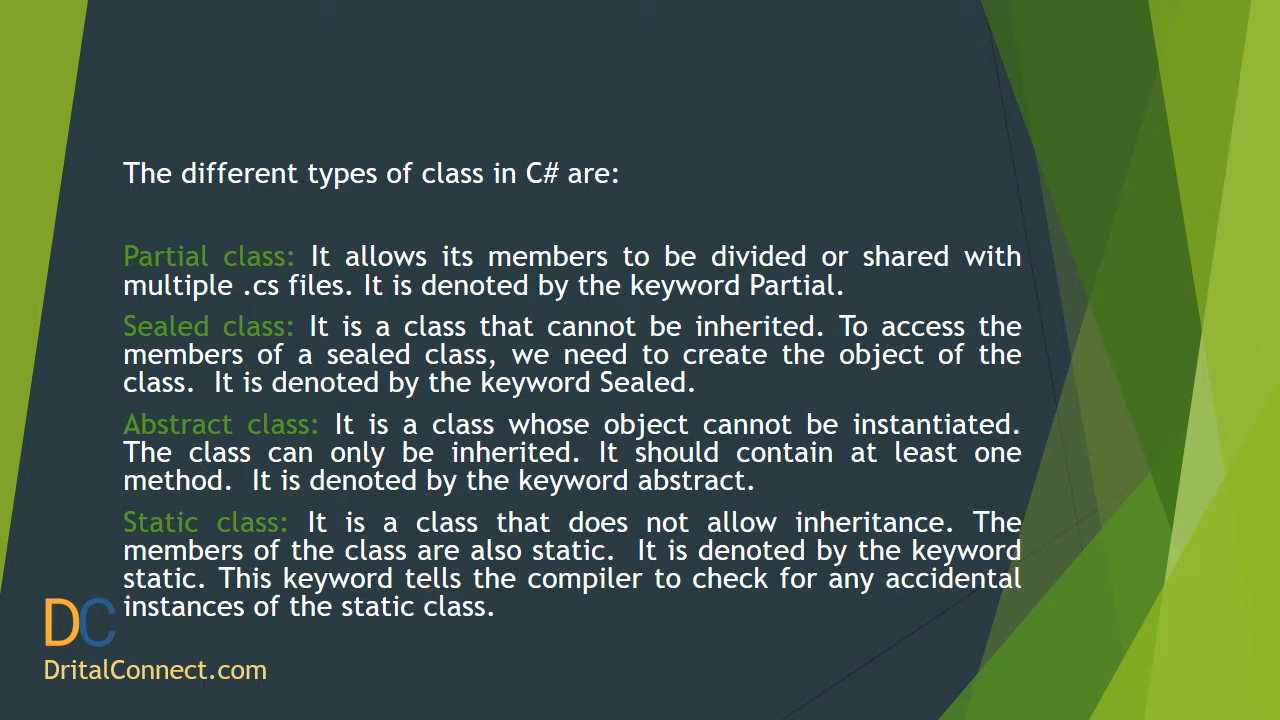 The different types of class in C# are:
Partial class: It allows its members to be divided or shared with
multiple .cs files. It is denoted by the keyword Partial.
Sealed class: It is a class that cannot be inherited. To access the
members of a sealed class, we need to create the object of the
class.  It is denoted by the keyword Sealed.
Abstract class: It is a class whose object cannot be instantiated.
The class can only be inherited. It should contain at least one
method.  It is denoted by the keyword abstract.
Static class: It is a class that does not allow inheritance. The
members of the class are also static.  It is denoted by the keyword
static. This keyword tells the compiler to check for any accidental
instances of the static class.
DC
DritalConnect.com